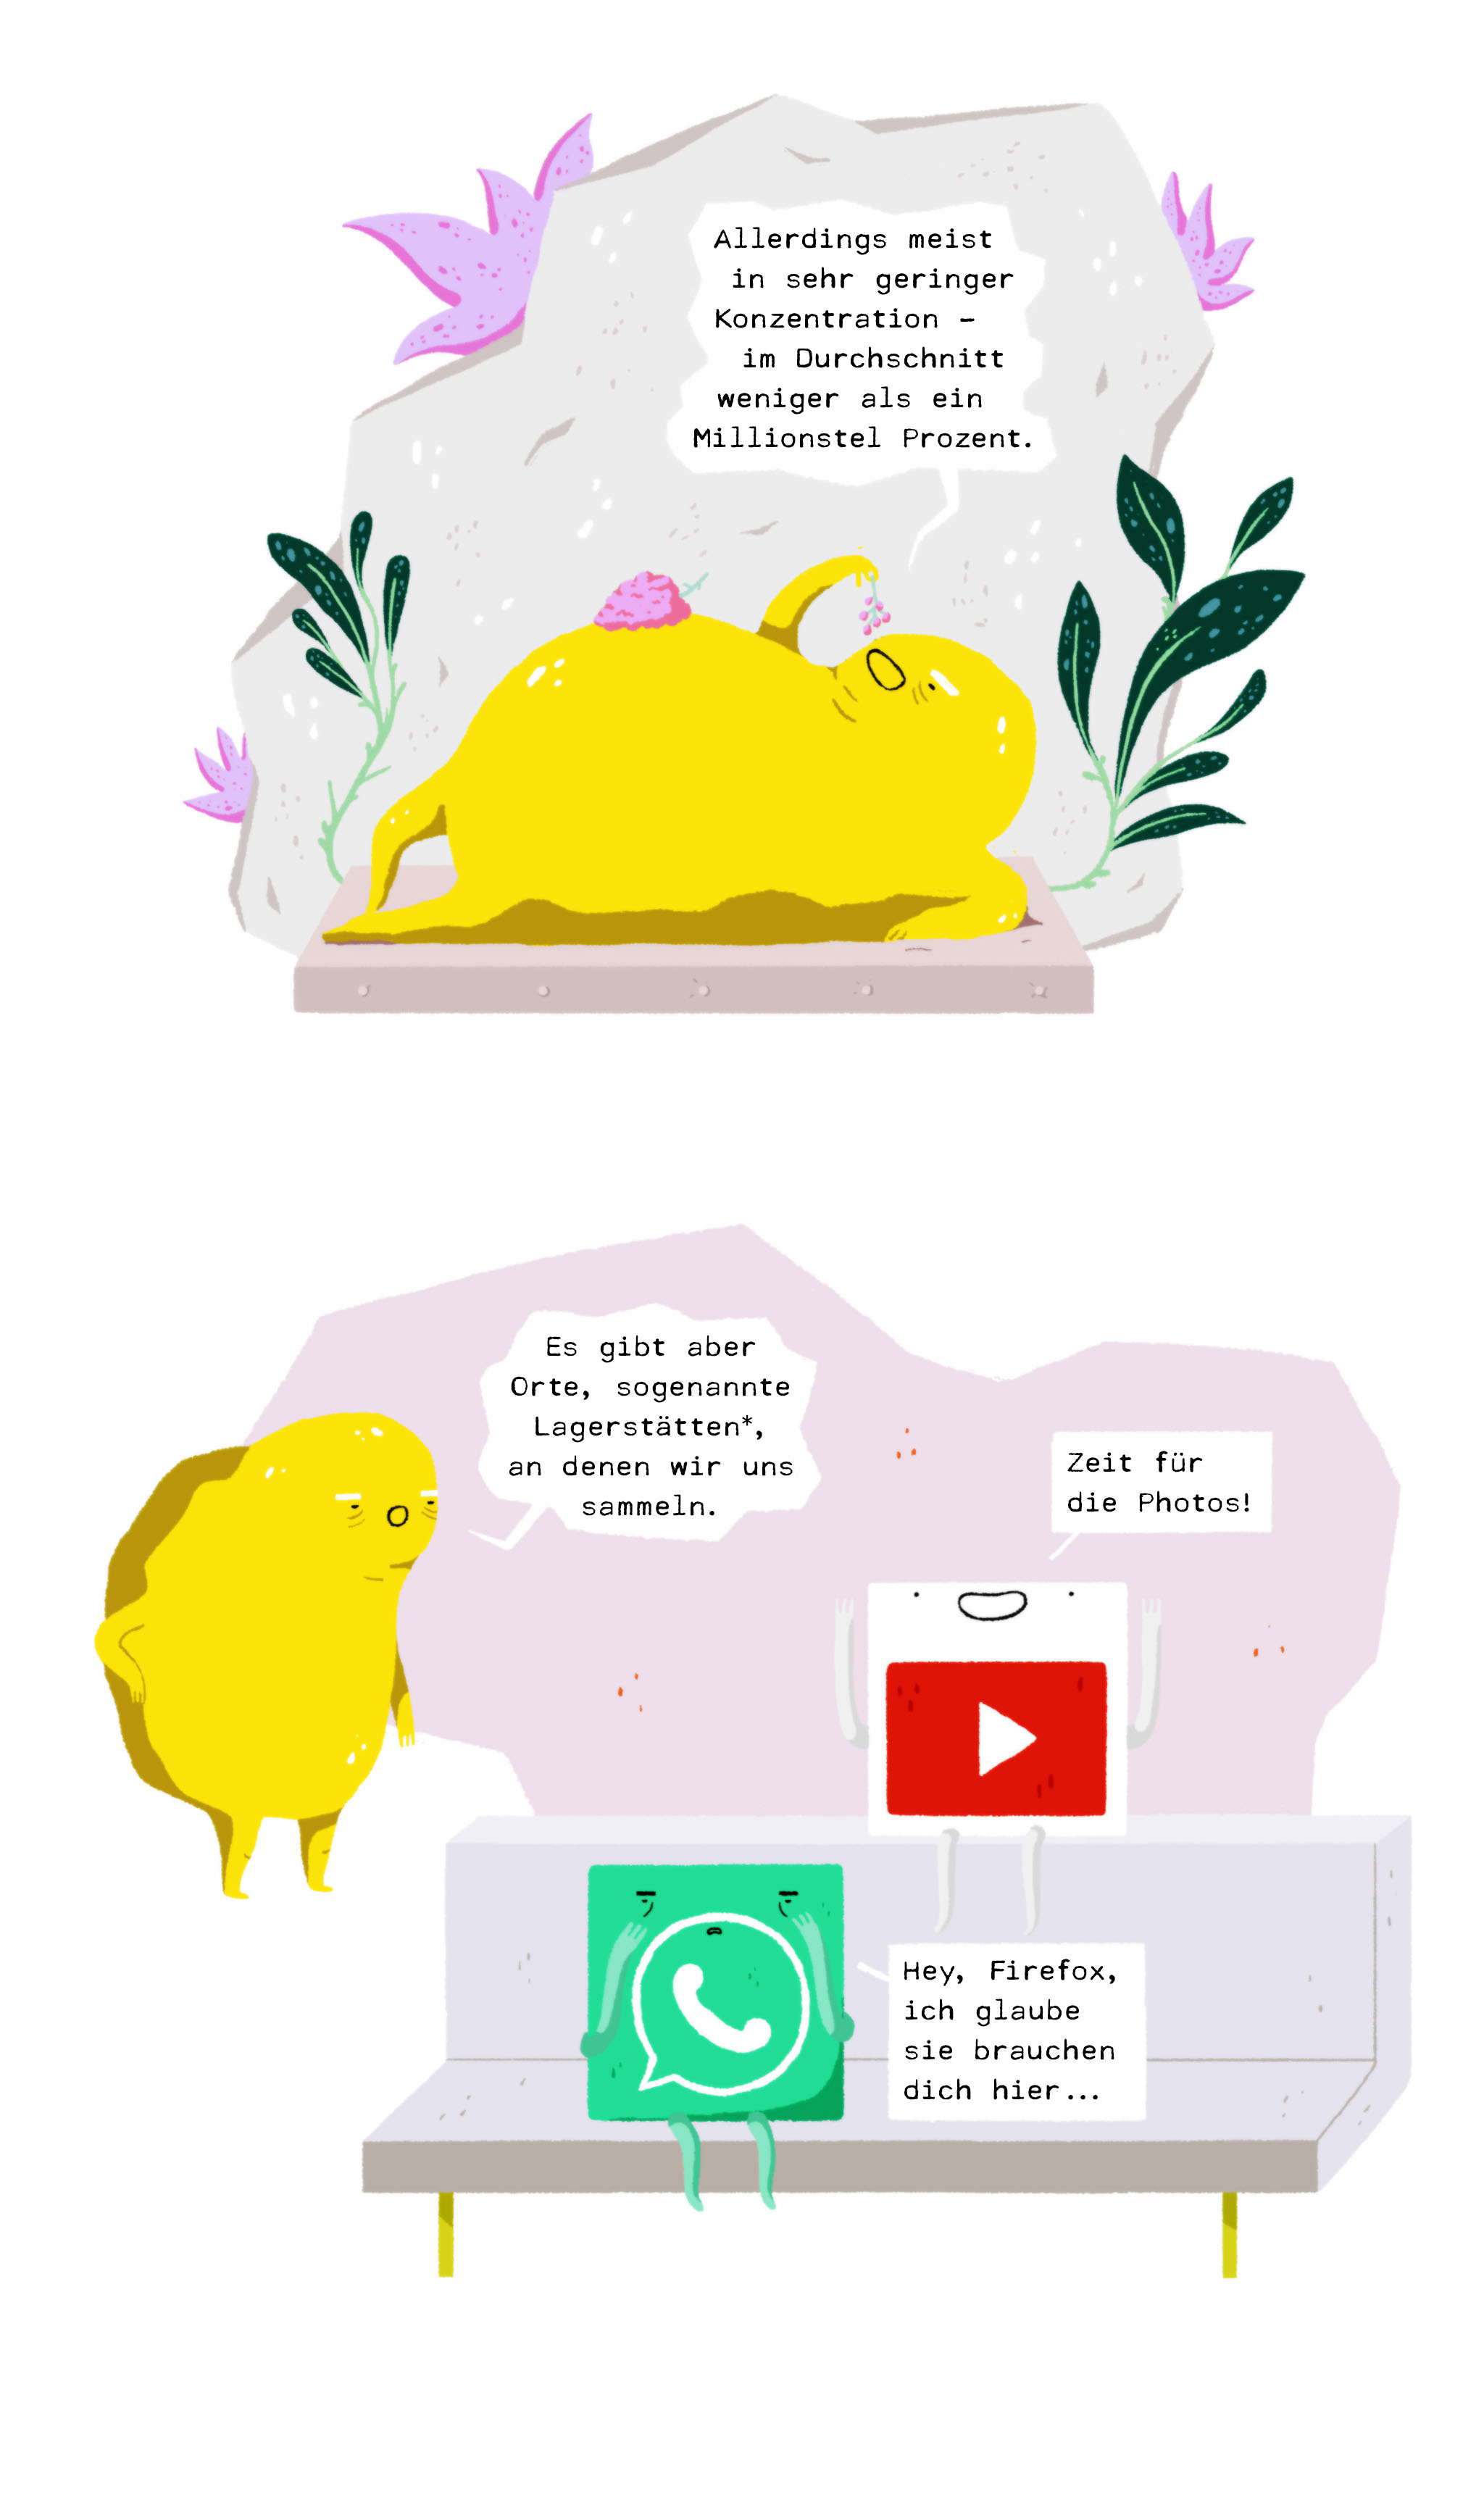 Allerdings meist
in sehr geringer
Konzentration –
im Durchschnitt
weniger als ein
Millionstel Prozent.
Es gibt aber
Orte, sogenannte
Lagerstätten*,
an denen wir uns
sammeln.
Zeit für
die Photos!
Hey, Firefox,
ich glaube
sie brauchen
dich hier...